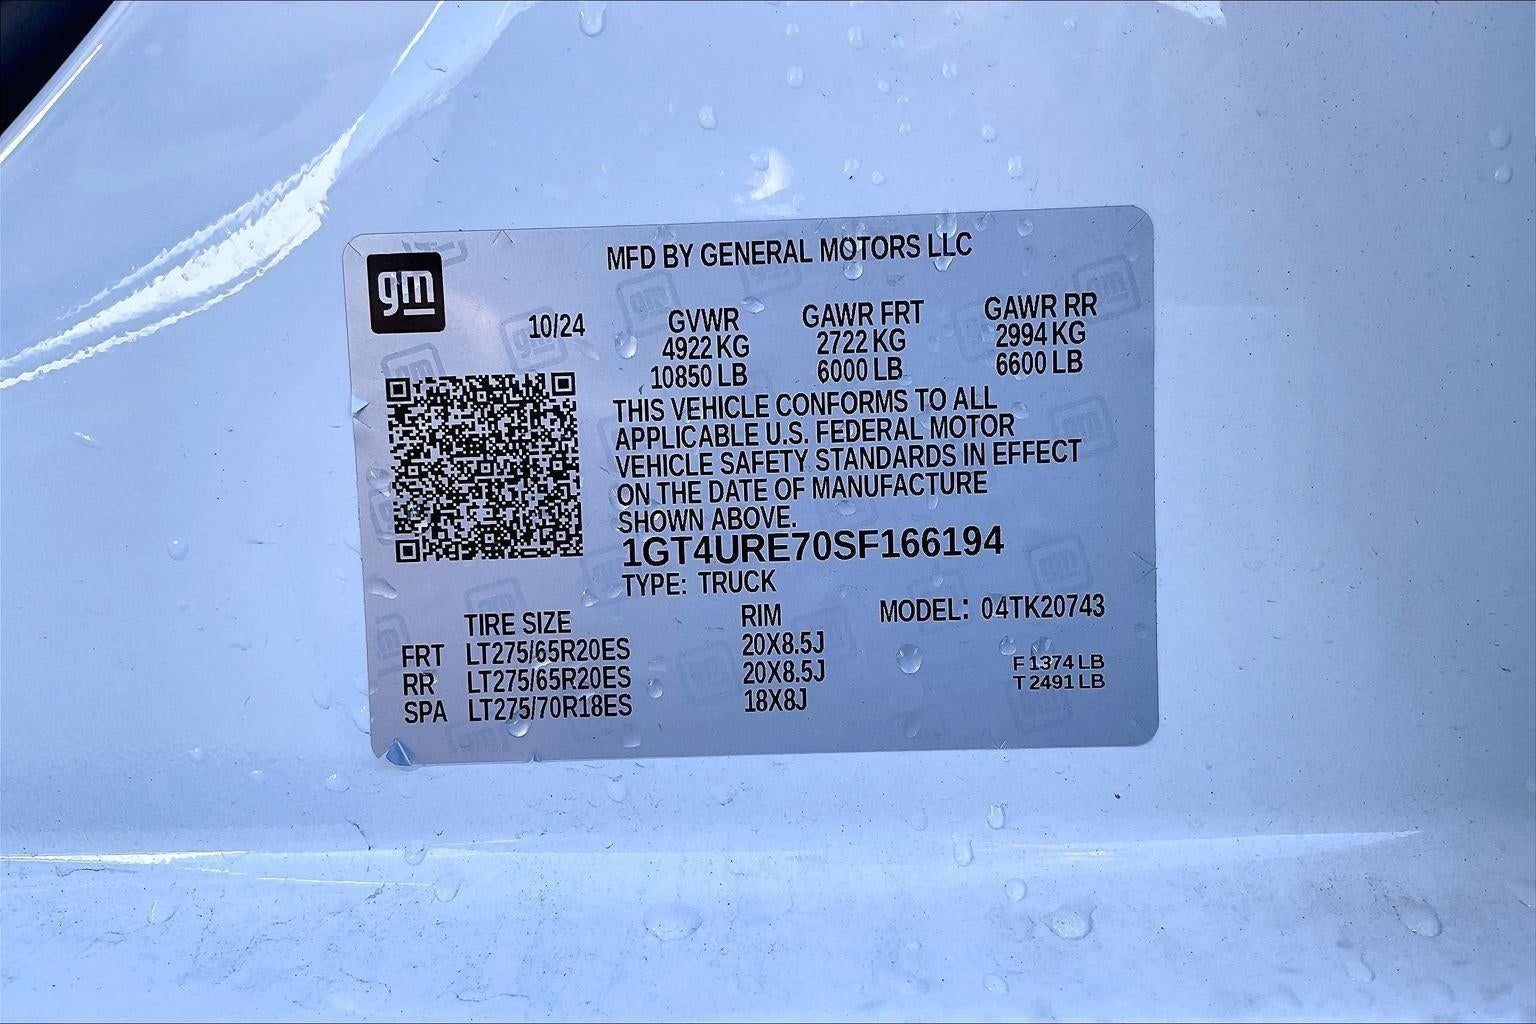 gm
MFD BY GENERAL MOTORS LLC
10/24 GVWR GAWR FRT GAWR RR
4922 KG 2722 KG 2994 KG
10850 LB 6000 LB 6600 LB
THIS VEHICLE CONFORMS TO ALL
APPLICABLE U.S. FEDERAL MOTOR
VEHICLE SAFETY STANDARDS IN EFFECT
ON THE DATE OF MANUFACTURE
SHOWN ABOVE.
1GT4URE70SF166194
TYPE: TRUCK
TIRE SIZE RIM MODEL: 04TK20743
FRT LT275/65R20ES 20X8.5J
RR LT275/65R20ES 20X8.5J
SPA LT275/70R18ES 18X8J
F 1374 LB
T 2491 LB